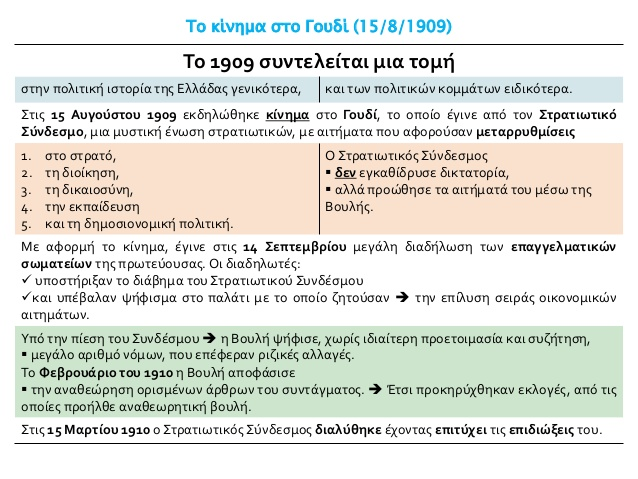 Το κίνημα στο Γουδί (15/8/1909)
Το 1909 συντελείται μια τομή
στην πολιτική ιστορία της Ελλάδας γενικότερα,
και των πολιτικών κομμάτων ειδικότερα.
Στις 15 Αυγούστου 1909 εκδηλώθηκε κίνημα στο Γουδί, το οποίο έγινε από τον Στρατιωτικό
Σύνδεσμο, μια μυστική ένωση στρατιωτικών, με αιτήματα που αφορούσαν μεταρρυθμίσεις
1. στο στρατό,
2. τη διοίκηση,
3. τη δικαιοσύνη,
4. την εκπαίδευση
5. και τη δημοσιονομική πολιτική.
Ο Στρατιωτικός Σύνδεσμος
▪ δεν εγκαθίδρυσε δικτατορία,
▪ αλλά προώθησε τα αιτήματά του μέσω της
Βουλής.
Με αφορμή το κίνημα, έγινε στις 14 Σεπτεμβρίου μεγάλη διαδήλωση των επαγγελματικών
σωματείων της πρωτεύουσας. Οι διαδηλωτές:
✓ υποστήριξαν το διάβημα του Στρατιωτικού Συνδέσμου
✓και υπέβαλαν ψήφισμα στο παλάτι με το οποίο ζητούσαν ➔ την επίλυση σειράς οικονομικών
αιτημάτων.
Υπό την πίεση του Συνδέσμου ➔ η Βουλή ψήφισε, χωρίς ιδιαίτερη προετοιμασία και συζήτηση,
▪ μεγάλο αριθμό νόμων, που επέφεραν ριζικές αλλαγές.
Το Φεβρουάριο του 1910 η Βουλή αποφάσισε
▪ την αναθεώρηση ορισμένων άρθρων του συντάγματος. ➔ Έτσι προκηρύχθηκαν εκλογές, από τις
οποίες προήλθε αναθεωρητική βουλή.
Στις 15 Μαρτίου 1910 ο Στρατιωτικός Σύνδεσμος διαλύθηκε έχοντας επιτύχει τις επιδιώξεις του.